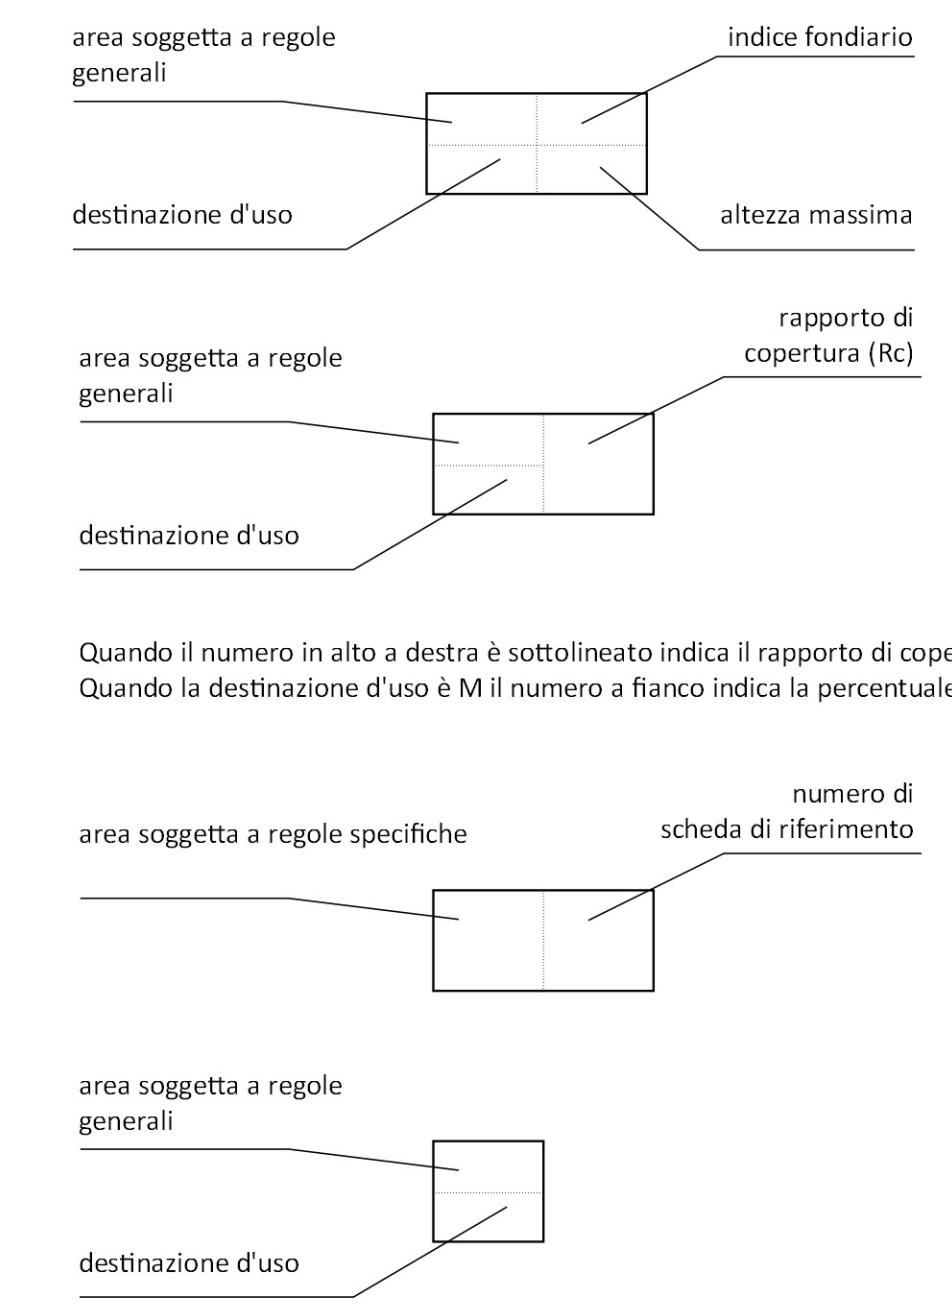 area soggetta a regole
generali
indice fondiario
destinazione d'uso
altezza massima
rapporto di
copertura (Rc)
area soggetta a regole
generali
destinazione d'uso
Quando il numero in alto a destra è sottolineato indica il rapporto di cope
Quando la destinazione d'uso è M il numero a fianco indica la percentuale
numero di
scheda di riferimento
area soggetta a regole specifiche
area soggetta a regole
generali
destinazione d'uso